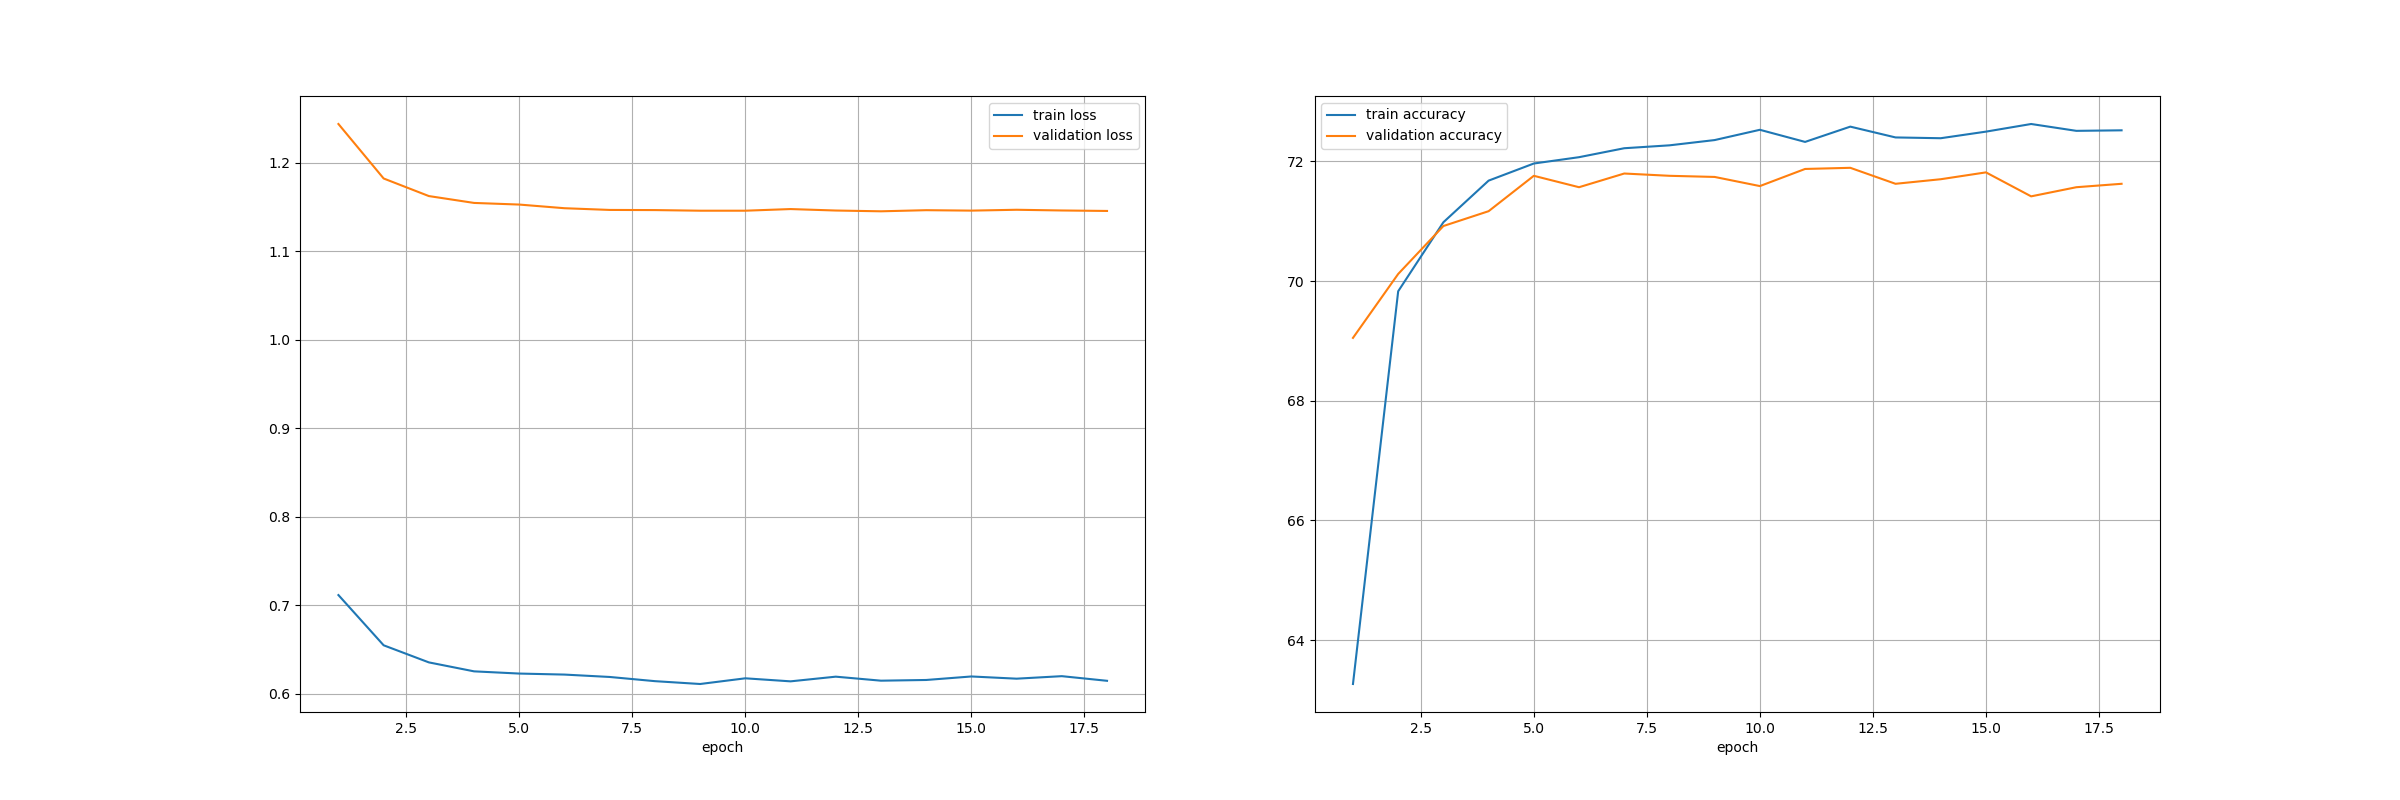 train loss
validation loss
1.2
1.1
1.0
0.9
0.8
0.7
0.6
2.5 5.0 7.5 10.0 12.5 15.0 17.5
epoch
train accuracy
validation accuracy
72
70
68
66
64
2.5 5.0 7.5 10.0 12.5 15.0 17.5
epoch